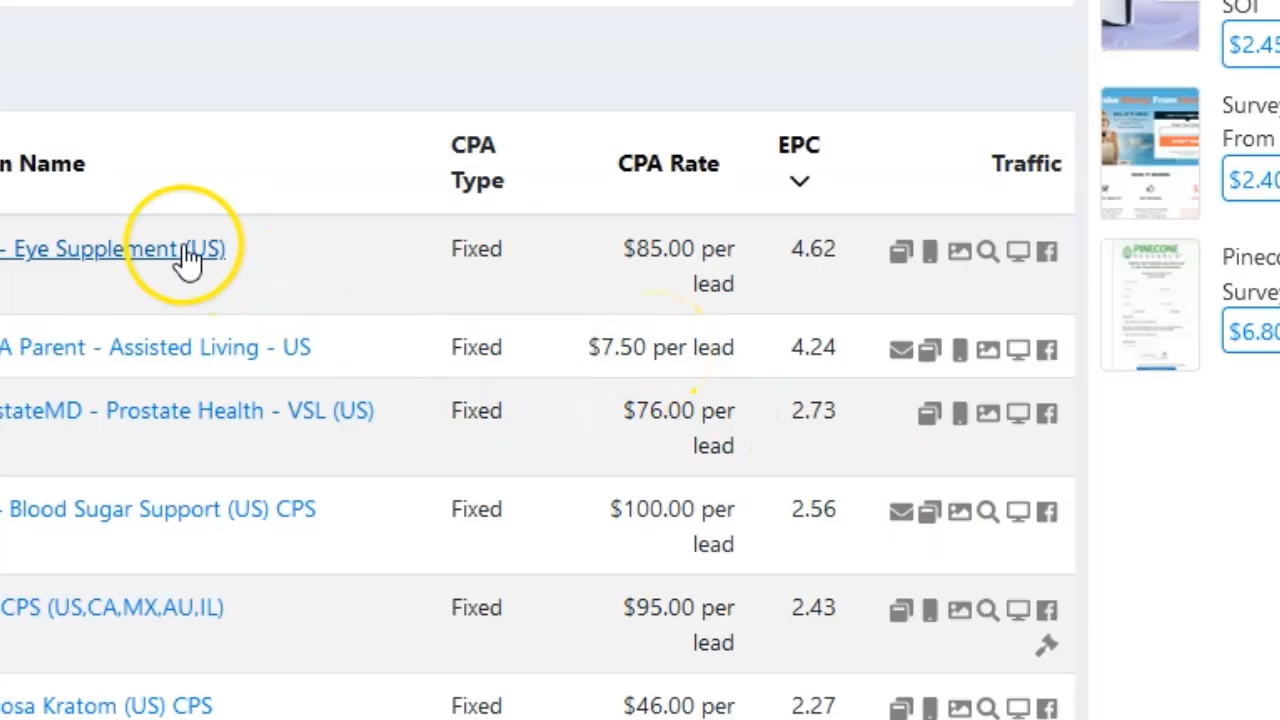 n Name
CPA
Type
CPA Rate
EPC
Traffic
- Eye Supplement (US)
Fixed
$85.00 per
lead
4.62
A Parent - Assisted Living - US
Fixed
$7.50 per lead
4.24
stateMD - Prostate Health - VSL (US)
Fixed
$76.00 per
lead
2.73
- Blood Sugar Support (US) CPS
Fixed
$100.00 per
lead
2.56
CPS (US,CA,MX,AU,IL)
Fixed
$95.00 per
lead
2.43
iosa Kratom (US) CPS
Fixed
$46.00 per
2.27
SOI
$2.45
Survey
From
$2.40
PINECONE
Pineco
Survey
$6.80